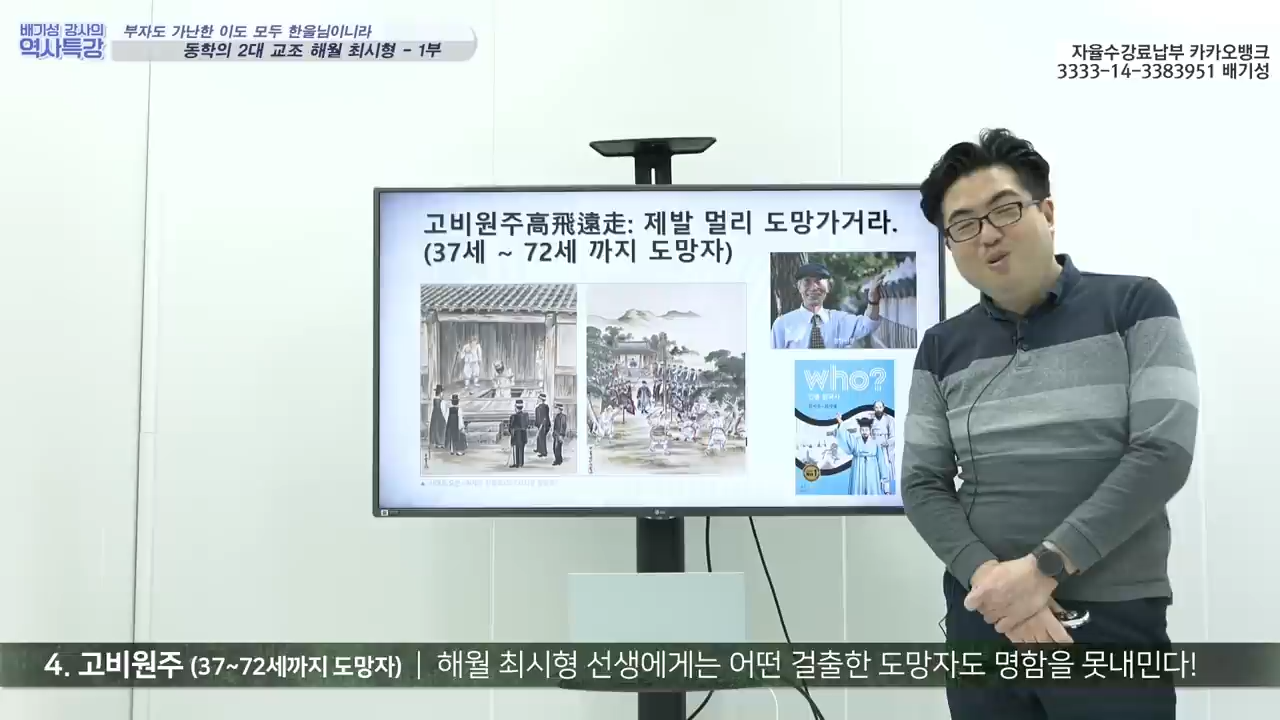 배기성 강사의
역사특강
부자도 가난한 이도 모두 한울님이니라
동학의 2대 교조 해월 최시형 - 1부
자율수강료납부 카카오뱅크
3333-14-3383951 배기성
고비원주高飛遠走: 제발 멀리 도망가거라.
(37세 ~ 72세 까지 도망자)
who?
LG
4. 고비원주 (37~72세까지 도망자) | 해월 최시형 선생에게는 어떤 걸출한 도망자도 명함을 못내민다!